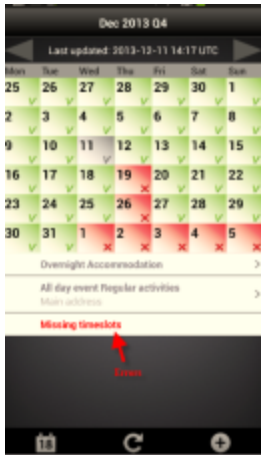 Dec 2013 Q4
Last updated: 2013-12-11 14:17 UTC
Mon Tue Wed Thu Fri Sat Sun
25 26 27 28 29 30 1
2 3 4 5 6 7 8
9 10 11 12 13 14 15
16 17 18 19 20 21 22
23 24 25 26 27 28 29
30 31 1 2 3 4 5
Overnight Accommodation
All day event Regular activities
Main address
Missing timeslots
Errors
18